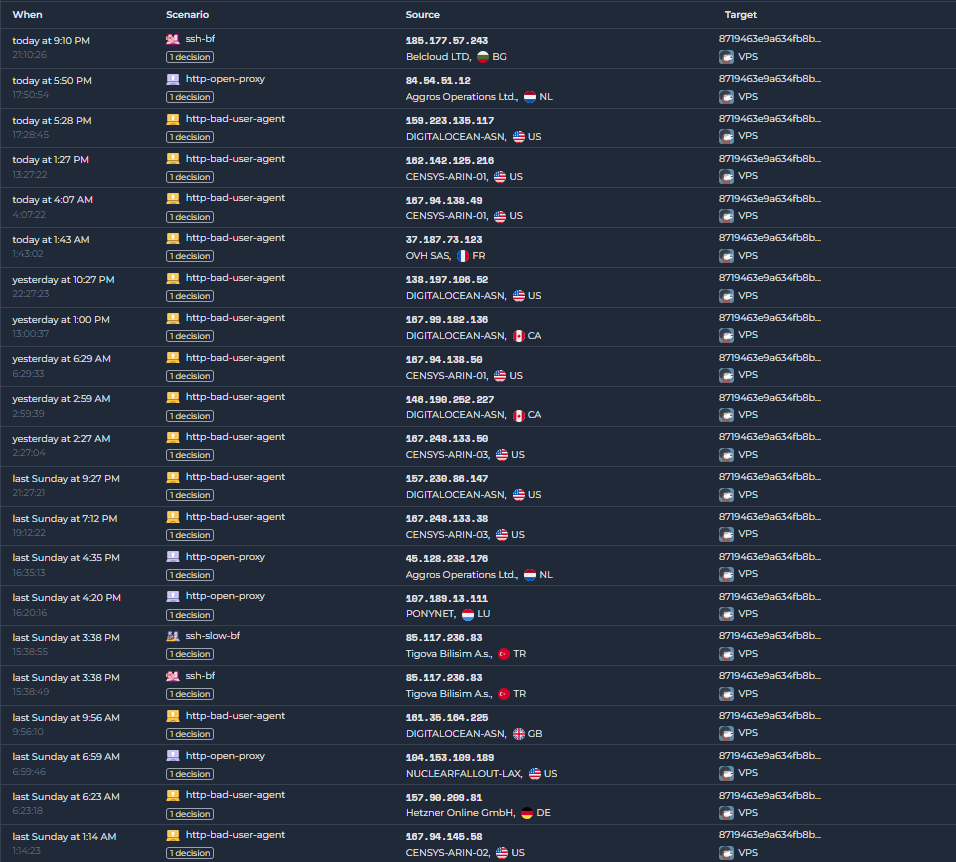 When Scenario Source Target
today at 9:10 PM ssh-bf 185.177.57.243 8719463e9a634fb8b...
21:10:26 1 decision Belcloud LTD, BG VPS
today at 5:50 PM http-open-proxy 84.54.51.12 8719463e9a634fb8b...
17:50:54 1 decision Aggros Operations Ltd., NL VPS
today at 5:28 PM http-bad-user-agent 159.223.135.117 8719463e9a634fb8b...
17:28:45 1 decision DIGITALOCEAN-ASN, US VPS
today at 1:27 PM http-bad-user-agent 162.142.125.216 8719463e9a634fb8b...
13:27:22 1 decision CENSYS-ARIN-01, US VPS
today at 4:07 AM http-bad-user-agent 167.94.138.49 8719463e9a634fb8b...
4:07:22 1 decision CENSYS-ARIN-01, US VPS
today at 1:43 AM http-bad-user-agent 37.187.73.123 8719463e9a634fb8b...
1:43:02 1 decision OVH SAS, FR VPS
yesterday at 10:27 PM http-bad-user-agent 138.197.106.52 8719463e9a634fb8b...
22:27:23 1 decision DIGITALOCEAN-ASN, US VPS
yesterday at 1:00 PM http-bad-user-agent 167.99.182.136 8719463e9a634fb8b...
13:00:37 1 decision DIGITALOCEAN-ASN, CA VPS
yesterday at 6:29 AM http-bad-user-agent 167.94.138.50 8719463e9a634fb8b...
6:29:33 1 decision CENSYS-ARIN-01, US VPS
yesterday at 2:59 AM http-bad-user-agent 146.190.252.227 8719463e9a634fb8b...
2:59:39 1 decision DIGITALOCEAN-ASN, CA VPS
yesterday at 2:27 AM http-bad-user-agent 167.248.133.50 8719463e9a634fb8b...
2:27:04 1 decision CENSYS-ARIN-03, US VPS
last Sunday at 9:27 PM http-bad-user-agent 157.230.86.147 8719463e9a634fb8b...
21:27:21 1 decision DIGITALOCEAN-ASN, US VPS
last Sunday at 7:12 PM http-bad-user-agent 167.248.133.38 8719463e9a634fb8b...
19:12:22 1 decision CENSYS-ARIN-03, US VPS
last Sunday at 4:35 PM http-open-proxy 45.128.232.176 8719463e9a634fb8b...
16:35:13 1 decision Aggros Operations Ltd., NL VPS
last Sunday at 4:20 PM http-open-proxy 107.189.13.111 8719463e9a634fb8b...
16:20:16 1 decision PONYNET, LU VPS
last Sunday at 3:38 PM ssh-slow-bf 85.117.236.83 8719463e9a634fb8b...
15:38:55 1 decision Tigova Bilisim A.s., TR VPS
last Sunday at 3:38 PM ssh-bf 85.117.236.83 8719463e9a634fb8b...
15:38:49 1 decision Tigova Bilisim A.s., TR VPS
last Sunday at 9:56 AM http-bad-user-agent 161.35.164.225 8719463e9a634fb8b...
9:56:10 1 decision DIGITALOCEAN-ASN, GB VPS
last Sunday at 6:59 AM http-open-proxy 104.153.109.189 8719463e9a634fb8b...
6:59:46 1 decision NUCLEARFALLOUT-LAX, US VPS
last Sunday at 6:23 AM http-bad-user-agent 157.90.209.81 8719463e9a634fb8b...
6:23:18 1 decision Hetzner Online GmbH, DE VPS
last Sunday at 1:14 AM http-bad-user-agent 167.94.145.58 8719463e9a634fb8b...
1:14:23 1 decision CENSYS-ARIN-02, US VPS